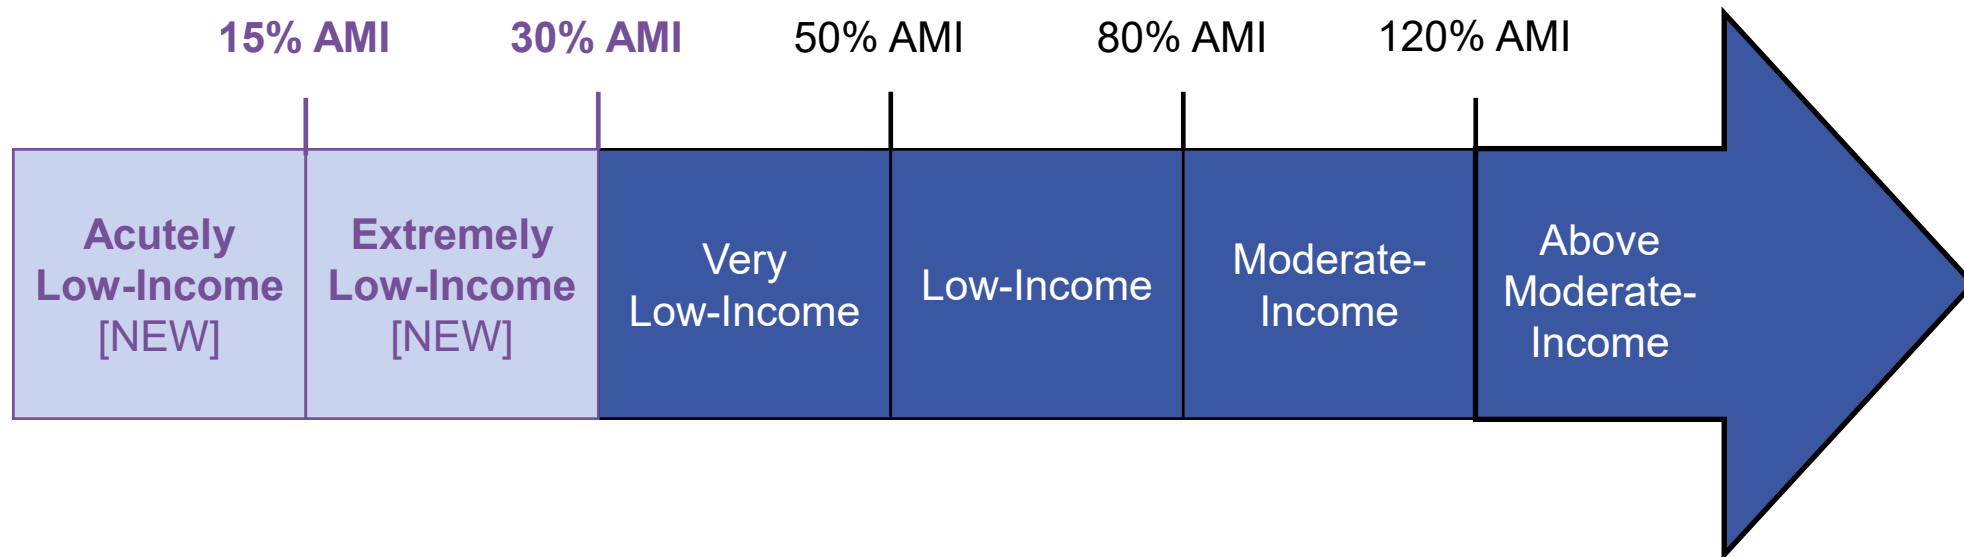 15% AMI 30% AMI 50% AMI 80% AMI 120% AMI
Acutely
Low-Income
[NEW]
Extremely
Low-Income
[NEW]
Very
Low-Income
Low-Income
Moderate-
Income
Above
Moderate-
Income